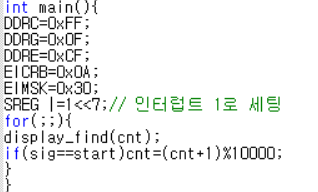 int main(){
DDRC=0xFF;
DDRG=0x0F;
DDRE=0xCF;
EICRB=0x0A;
EIMSK=0x30;
SREG |=1<<7;// 인터럽트 1로 세팅
for(;;){
display_find(cnt);
if(sig==start)cnt=(cnt+1)%10000;
}
}